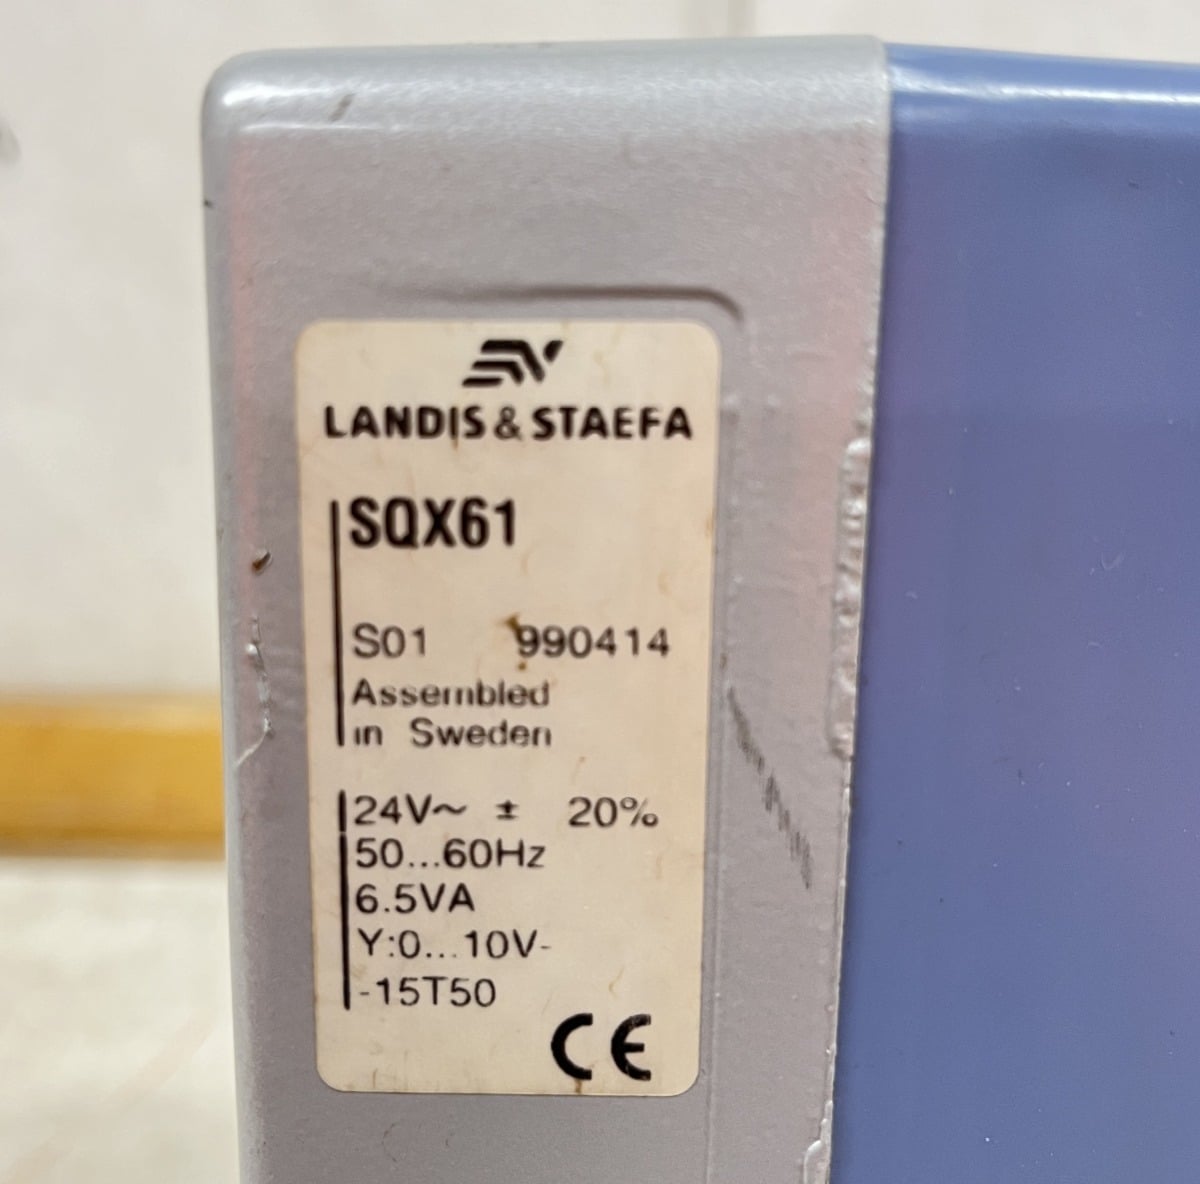 LANDIS & STAEFA
SQX61
S01 990414
Assembled
in Sweden
24V~ ± 20%
50...60Hz
6.5VA
Y:0...10V-
-15T50
CE